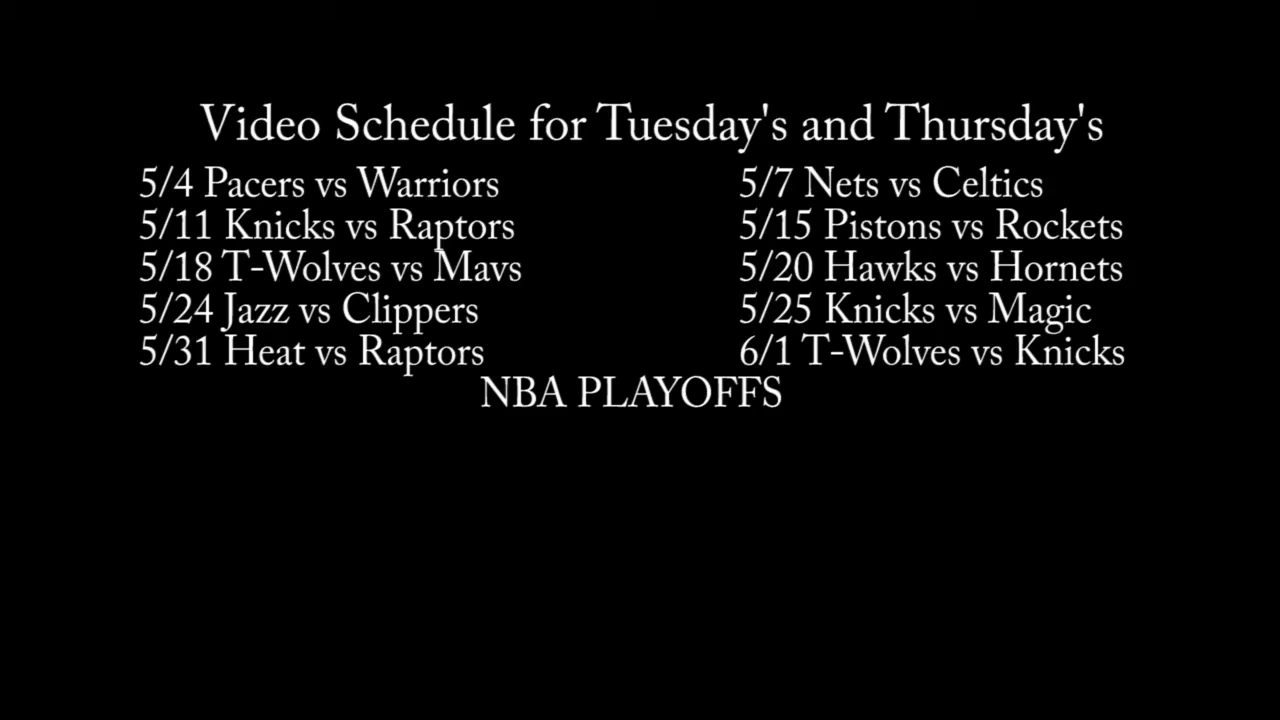 Video Schedule for Tuesday's and Thursday's
5/4 Pacers vs Warriors
5/11 Knicks vs Raptors
5/18 T-Wolves vs Mavs
5/24 Jazz vs Clippers
5/31 Heat vs Raptors
5/7 Nets vs Celtics
5/15 Pistons vs Rockets
5/20 Hawks vs Hornets
5/25 Knicks vs Magic
6/1 T-Wolves vs Knicks
NBA PLAYOFFS